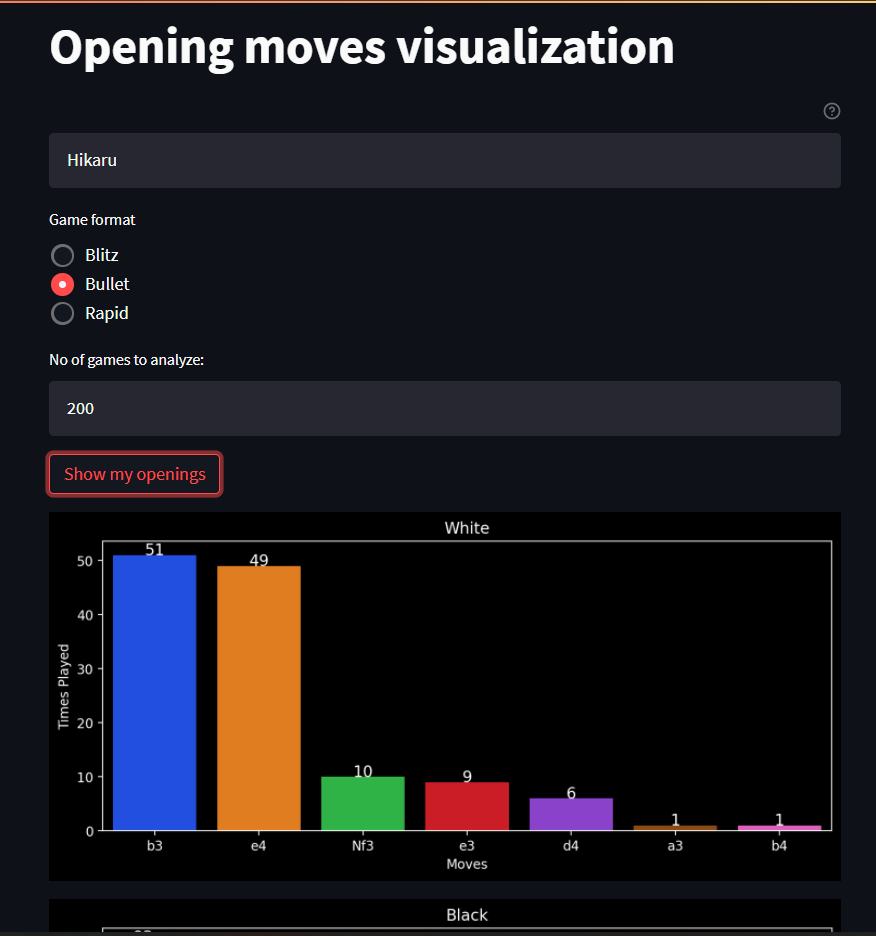 Opening moves visualization
?
Hikaru
Game format
Blitz
Bullet
Rapid
No of games to analyze:
200
Show my openings
White
51
49
10
9
6
1
1
50
40
30
20
10
0
Times Played
b3 e4 Nf3 e3 d4 a3 b4
Moves
Black